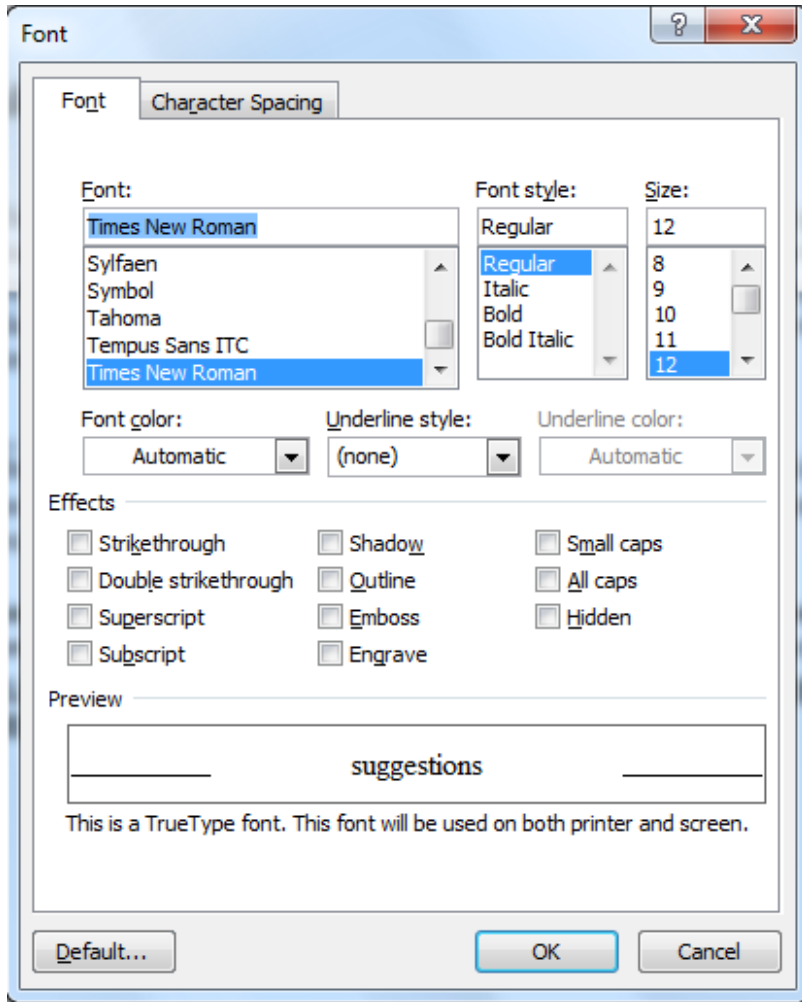 Font
Font
Character Spacing
Font:
Font style:
Size:
Times New Roman
Regular
12
Sylfaen
Symbol
Tahoma
Tempus Sans ITC
Times New Roman
Regular
Italic
Bold
Bold Italic
8
9
10
11
12
Font color:
Underline style:
Underline color:
Automatic
(none)
Automatic
Effects
Strikethrough
Shadow
Small caps
Double strikethrough
Outline
All caps
Superscript
Emboss
Hidden
Subscript
Engrave
Preview
suggestions
This is a TrueType font. This font will be used on both printer and screen.
Default...
OK
Cancel